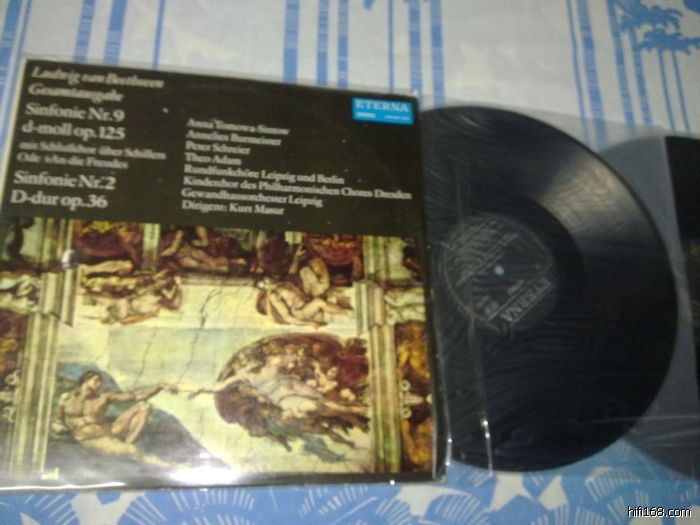 Ludwig van Beethoven
Gesamtausgabe
Sinfonie Nr. 9
d-moll op. 125
mit Schlußchor über Schillers
Ode »An die Freude«
Sinfonie Nr. 2
D-dur op. 36
Anna Tomowa-Sintow
Annelies Burmeister
Peter Schreier
Theo Adam
Rundfunkchöre Leipzig und Berlin
Kinderchor des Philharmonischen Chores Dresden
Gewandhausorchester Leipzig
Dirigent: Kurt Masur
ETERNA
STEREO
ETERNA
hifi168.com